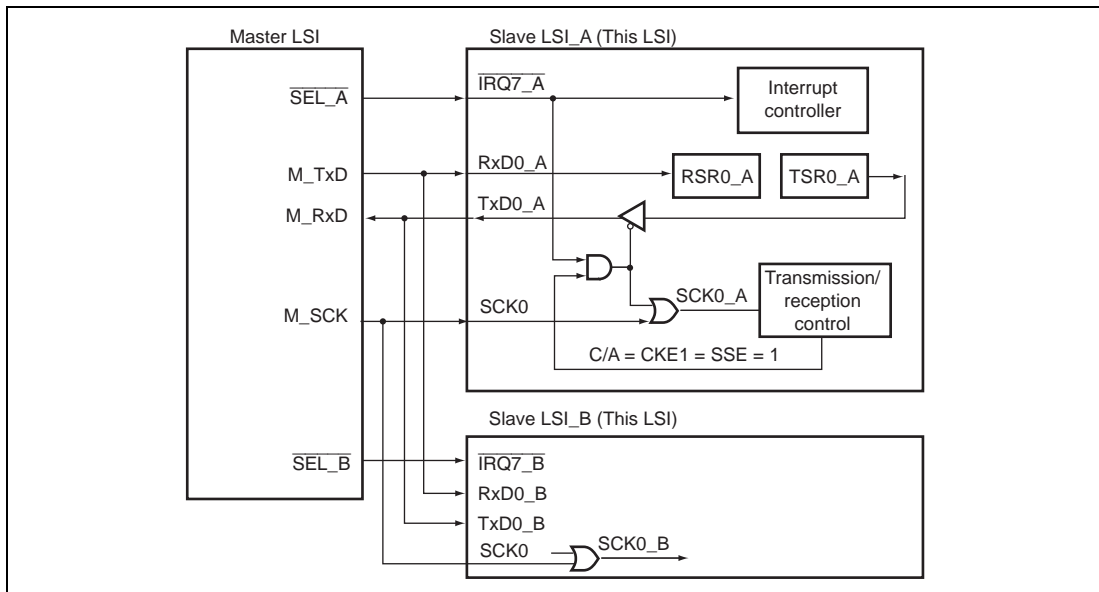 Master LSI
SEL_A
M_TxD
M_RxD
M_SCK
SEL_B
Slave LSI_A (This LSI)
IRQ7_A
Interrupt
controller
RxD0_A
RSR0_A
TSR0_A
TxD0_A
SCK0
SCK0_A
Transmission/
reception
control
C/A = CKE1 = SSE = 1
Slave LSI_B (This LSI)
IRQ7_B
RxD0_B
TxD0_B
SCK0
SCK0_B